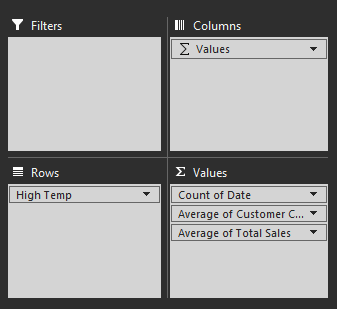 Filters
Columns
Σ Values
Rows
Σ Values
High Temp
Count of Date
Average of Customer C...
Average of Total Sales